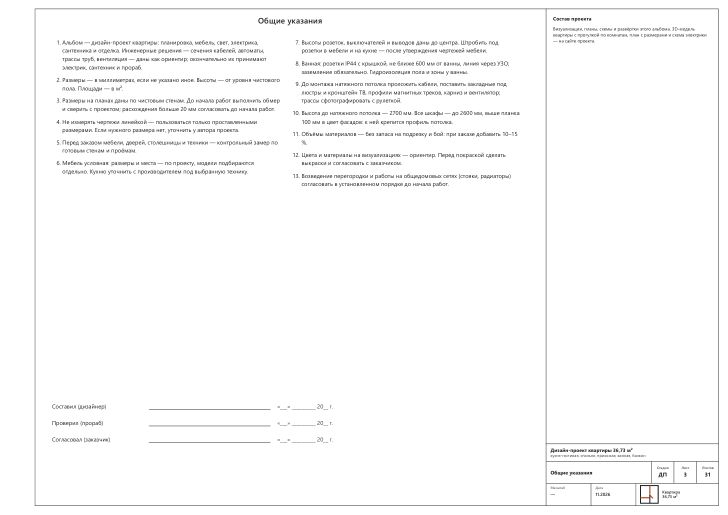 Общие указания
1. Альбом — дизайн-проект квартиры: планировка, мебель, свет, электрика,
сантехника и отделка. Инженерные решения — сечения кабелей, автоматы,
трассы труб, вентиляция — даны как ориентир: окончательно их принимают
электрик, сантехник и прораб.
2. Размеры — в миллиметрах, если не указано иное. Высоты — от уровня чистового
пола. Площади — в м².
3. Размеры на планах даны по чистовым стенам. До начала работ выполнить обмер
и сверить с проектом; расхождения больше 20 мм согласовать до начала работ.
4. Не измерять чертежи линейкой — пользоваться только проставленными
размерами. Если нужного размера нет, уточнить у автора проекта.
5. Перед заказом мебели, дверей, столешницы и техники — контрольный замер по
готовым стенам и проёмам.
6. Мебель условная: размеры и места — по проекту, модели подбираются
отдельно. Кухню уточнить с производителем под выбранную технику.
7. Высоты розеток, выключателей и выводов даны до центра. Штробить под
розетки в мебели и на кухне — после утверждения чертежей мебели.
8. Ванная: розетки IP44 с крышкой, не ближе 600 мм от ванны, линия через УЗО,
заземление обязательно. Гидроизоляция пола и зоны у ванны.
9. До монтажа натяжного потолка проложить кабели, поставить закладные под
люстры и кронштейн ТВ, профили магнитных треков, карниз и вентилятор;
трассы сфотографировать с рулеткой.
10. Высота до натяжного потолка — 2700 мм. Все шкафы — до 2600 мм, выше планка
100 мм в цвет фасадов: к ней крепится профиль потолка.
11. Объёмы материалов — без запаса на подрезку и бой: при заказе добавить 10–15
%.
12. Цвета и материалы на визуализациях — ориентир. Перед покраской сделать
выкраски и согласовать с заказчиком.
13. Возведение перегородки и работы на общедомовых сетях (стояки, радиаторы)
согласовать в установленном порядке до начала работ.
Составил (дизайнер) «__» ________ 20__ г.
Проверил (прораб) «__» ________ 20__ г.
Согласовал (заказчик) «__» ________ 20__ г.
Состав проекта
Визуализации, планы, схемы и развёртки этого альбома. 3D-модель
квартиры с прогулкой по комнатам, план с размерами и схема электрики
— на сайте проекта.
Дизайн-проект квартиры 36,73 м²
Общие указания
Стадия
ДП
Лист
3
Листов
31
Масштаб
—
Дата
11.2026
Квартира
36,73 м²